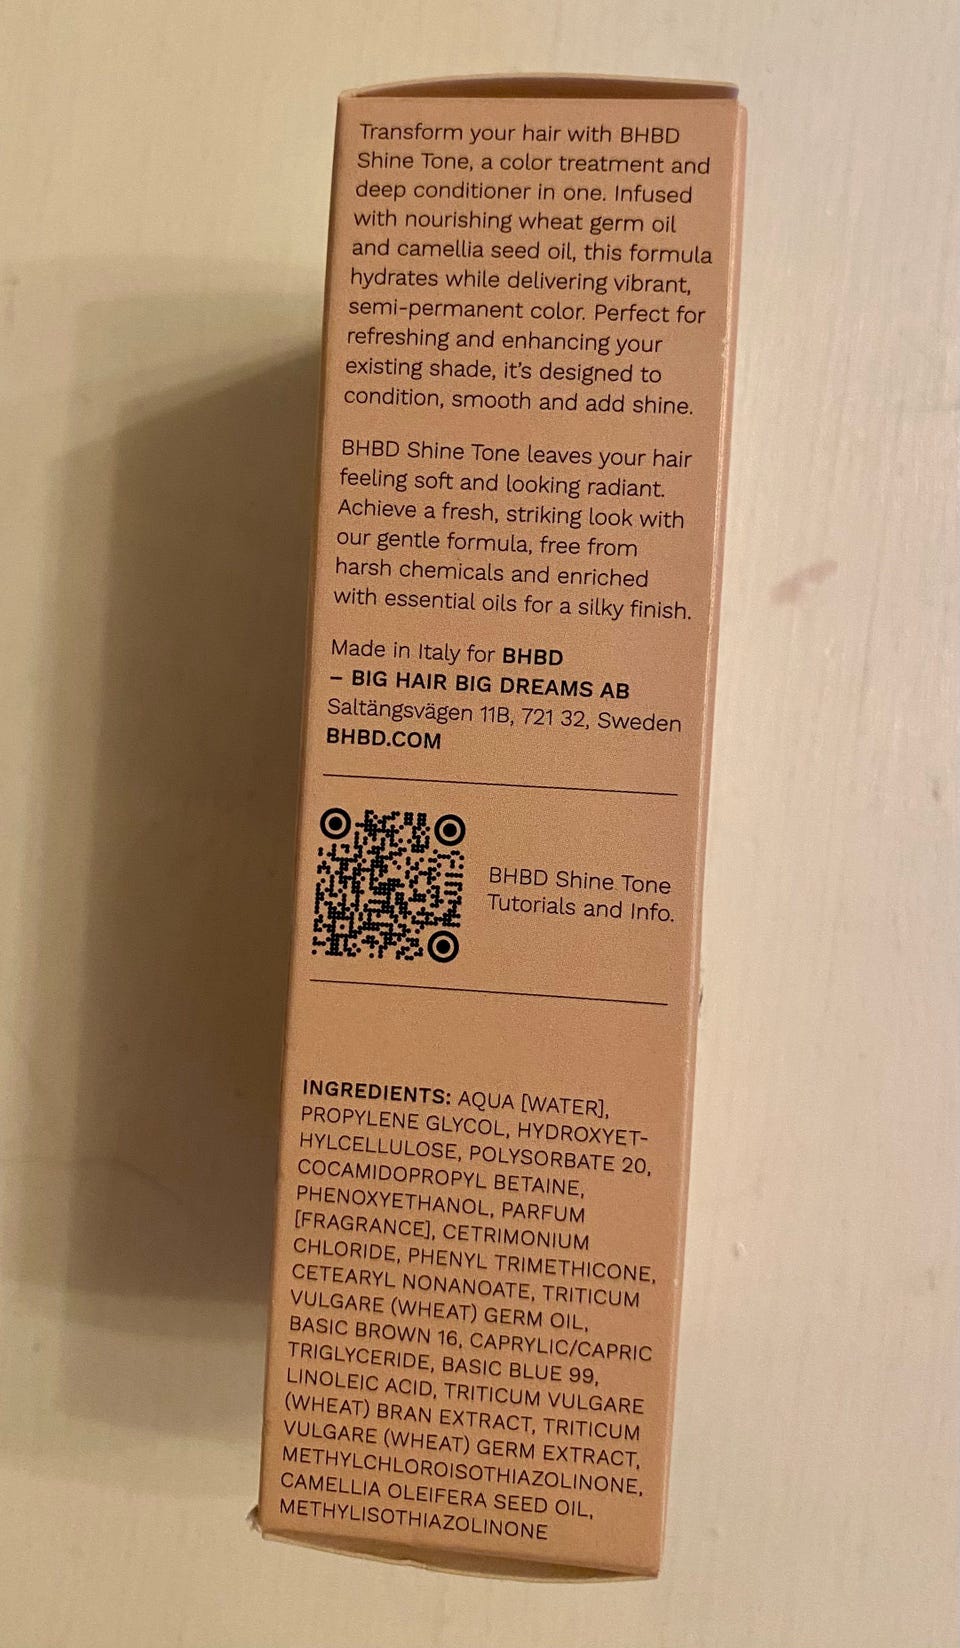 Transform your hair with BHBD
Shine Tone, a color treatment and
deep conditioner in one. Infused
with nourishing wheat germ oil
and camellia seed oil, this formula
hydrates while delivering vibrant,
semi-permanent color. Perfect for
refreshing and enhancing your
existing shade, it's designed to
condition, smooth and add shine.
BHBD Shine Tone leaves your hair
feeling soft and looking radiant.
Achieve a fresh, striking look with
our gentle formula, free from
harsh chemicals and enriched
with essential oils for a silky finish.
Made in Italy for BHBD
– BIG HAIR BIG DREAMS AB
Saltängsvägen 11B, 721 32, Sweden
BHBD.COM
BHBD Shine Tone
Tutorials and Info.
INGREDIENTS: AQUA [WATER],
PROPYLENE GLYCOL, HYDROXYET-
HYLCELLULOSE, POLYSORBATE 20,
COCAMIDOPROPYL BETAINE,
PHENOXYETHANOL, PARFUM
[FRAGRANCE], CETRIMONIUM
CHLORIDE, PHENYL TRIMETHICONE,
CETEARYL NONANOATE, TRITICUM
VULGARE (WHEAT) GERM OIL,
BASIC BROWN 16, CAPRYLIC/CAPRIC
TRIGLYCERIDE, BASIC BLUE 99,
LINOLEIC ACID, TRITICUM VULGARE
(WHEAT) BRAN EXTRACT, TRITICUM
VULGARE (WHEAT) GERM EXTRACT,
METHYLCHLOROISOTHIAZOLINONE,
CAMELLIA OLEIFERA SEED OIL,
METHYLISOTHIAZOLINONE